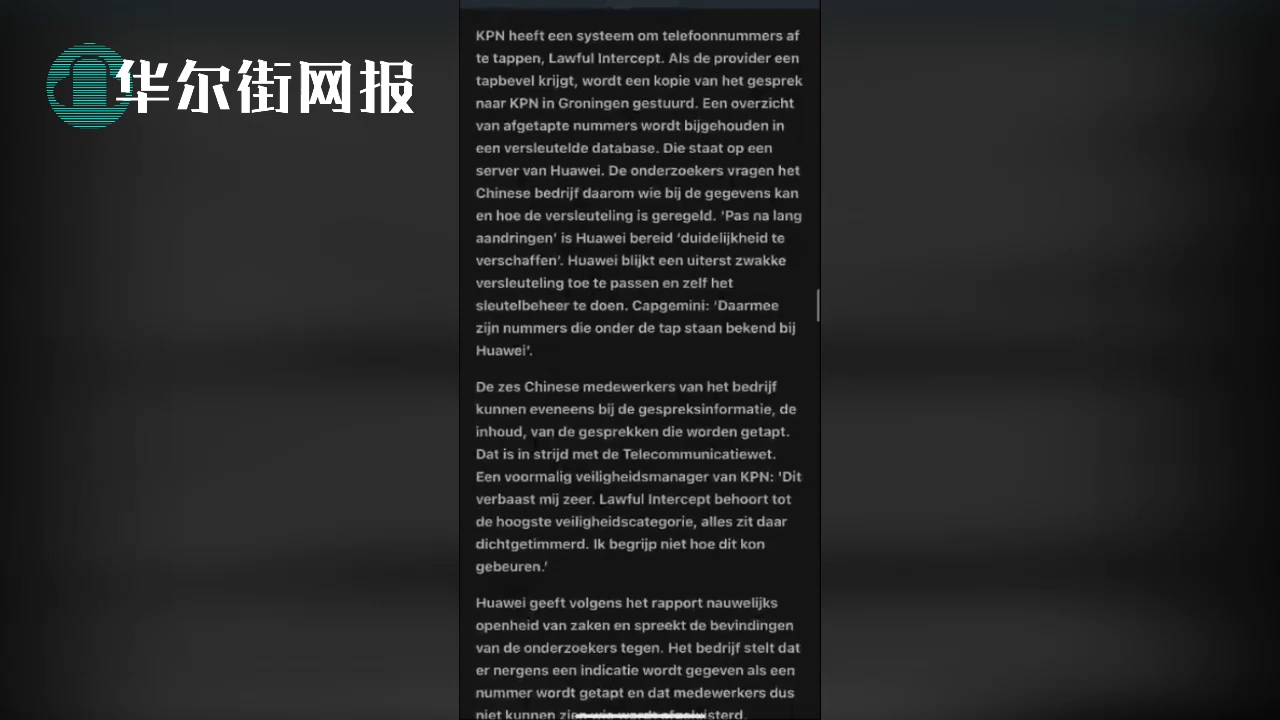 华尔街网报
KPN heeft een systeem om telefoonnummers af
te tappen, Lawful Intercept. Als de provider een
tapbevel krijgt, wordt een kopie van het gesprek
naar KPN in Groningen gestuurd. Een overzicht
van afgetapte nummers wordt bijgehouden in
een versleutelde database. Die staat op een
server van Huawei. De onderzoekers vragen het
Chinese bedrijf daarom wie bij de gegevens kan
en hoe de versleuteling is geregeld. 'Pas na lang
aandringen' is Huawei bereid 'duidelijkheid te
verschaffen'. Huawei blijkt een uiterst zwakke
versleuteling toe te passen en zelf het
sleutelbeheer te doen. Capgemini: 'Daarmee
zijn nummers die onder de tap staan bekend bij
Huawei'.
De zes Chinese medewerkers van het bedrijf
kunnen eveneens bij de gespreksinformatie, de
inhoud, van de gesprekken die worden getapt.
Dat is in strijd met de Telecommunicatiewet.
Een voormalig veiligheidsmanager van KPN: 'Dit
verbaast mij zeer. Lawful Intercept behoort tot
de hoogste veiligheidscategorie, alles zit daar
dichtgetimmerd. Ik begrijp niet hoe dit kon
gebeuren.'
Huawei geeft volgens het rapport nauwelijks
openheid van zaken en spreekt de bevindingen
van de onderzoekers tegen. Het bedrijf stelt dat
er nergens een indicatie wordt gegeven als een
nummer wordt getapt en dat medewerkers dus
niet kunnen zien wie wordt afgeluisterd.